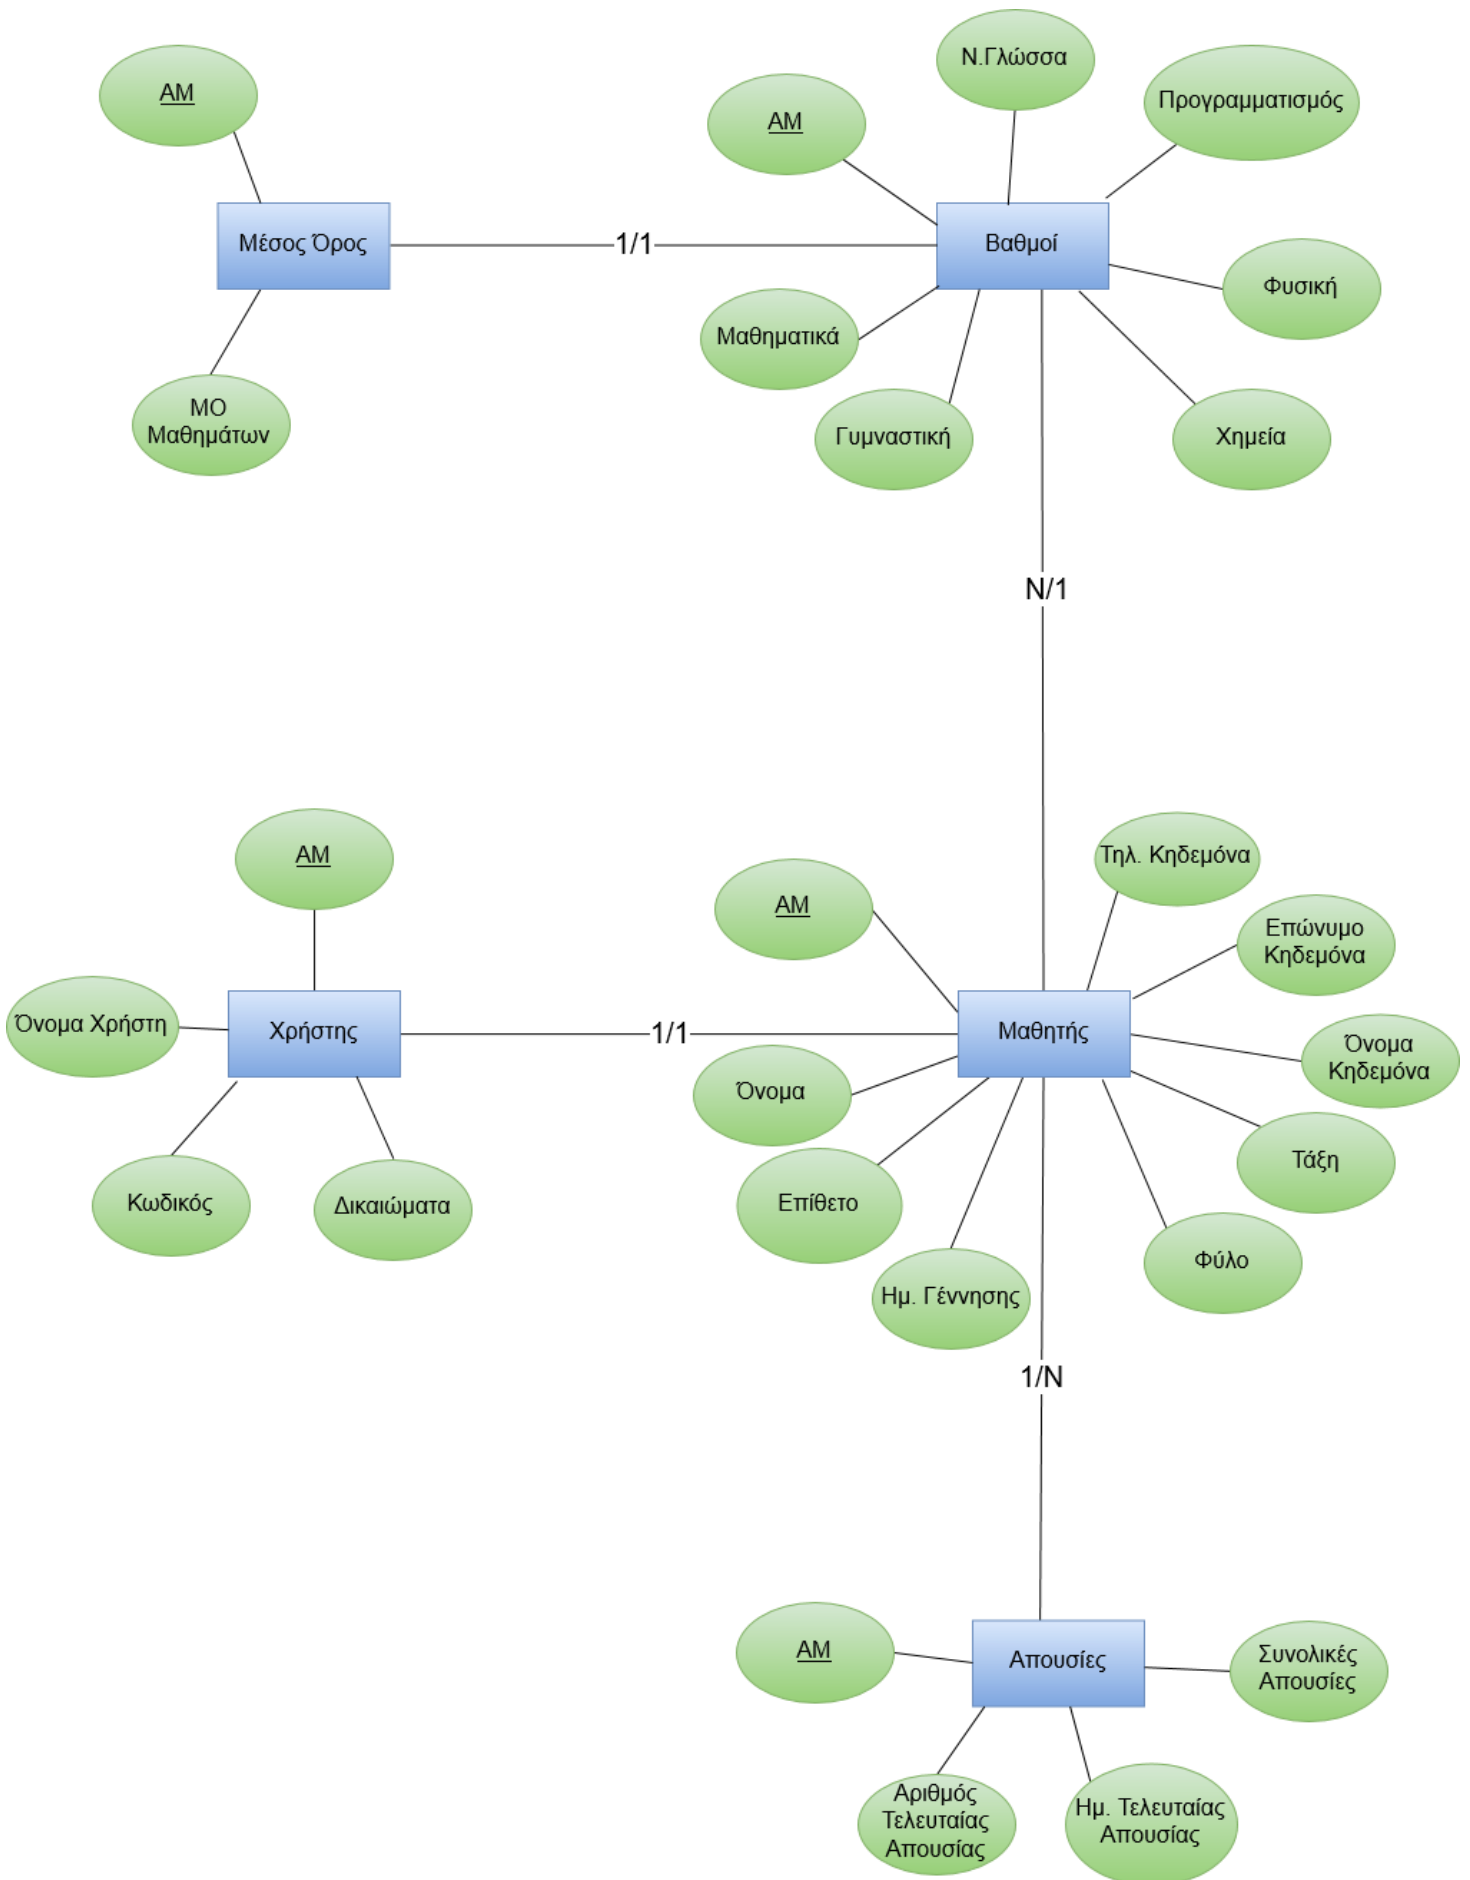 ΑΜ
Μέσος Όρος
ΜΟ
Μαθημάτων
1/1
ΑΜ
Ν.Γλώσσα
Προγραμματισμός
Βαθμοί
Φυσική
Μαθηματικά
Γυμναστική
Χημεία
N/1
ΑΜ
Όνομα Χρήστη
Χρήστης
Κωδικός
Δικαιώματα
1/1
ΑΜ
Τηλ. Κηδεμόνα
Επώνυμο
Κηδεμόνα
Μαθητής
Όνομα
Κηδεμόνα
Όνομα
Επίθετο
Ημ. Γέννησης
Τάξη
Φύλο
1/N
ΑΜ
Απουσίες
Συνολικές
Απουσίες
Αριθμός
Τελευταίας
Απουσίας
Ημ. Τελευταίας
Απουσίας